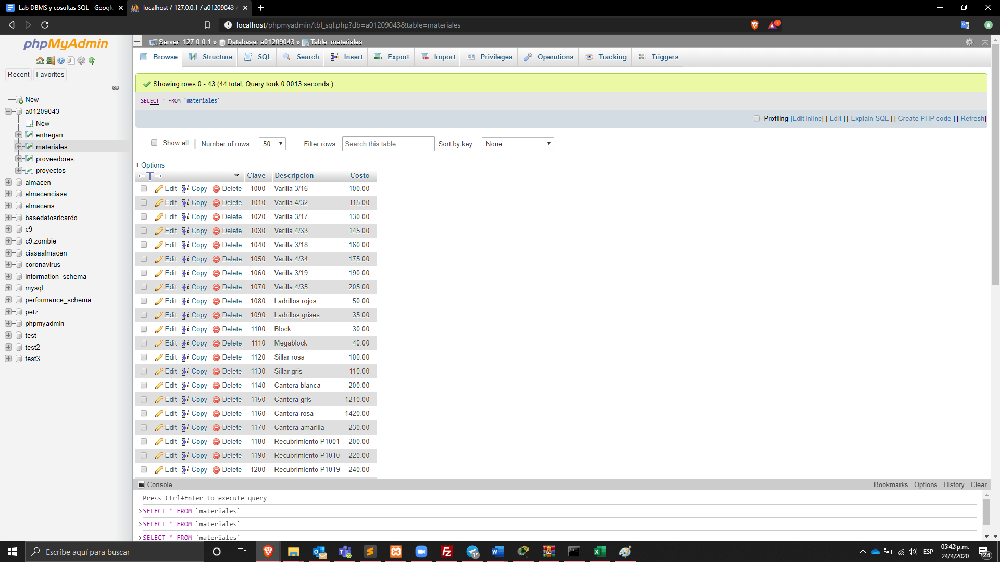 Lab DBMS y cosultas SQL - Google
localhost / 127.0.0.1 / a01209043 /
localhost/phpmyadmin/tbl_sql.php?db=a01209043&table=materiales
1
phpMyAdmin
Recent
Favorites
New
a01209043
New
entregan
materiales
proveedores
proyectos
almacen
almacenciasa
almacens
basedatosricardo
c9
c9.zombie
ciasaalmacen
coronavirus
information_schema
mysql
performance_schema
petz
phpmyadmin
test
test2
test3
Server: 127.0.0.1 » Database: a01209043 » Table: materiales
Browse Structure SQL Search Insert Export Import Privileges Operations Tracking Triggers
Showing rows 0 - 43 (44 total, Query took 0.0013 seconds.)
SELECT * FROM `materiales`
Profiling [Edit inline] [ Edit ] [ Explain SQL ] [ Create PHP code ] [ Refresh]
Show all | Number of rows: 50 Filter rows: Search this table Sort by key: None
+ Options
←T→ Clave Descripcion Costo
Edit Copy Delete 1000 Varilla 3/16 100.00
Edit Copy Delete 1010 Varilla 4/32 115.00
Edit Copy Delete 1020 Varilla 3/17 130.00
Edit Copy Delete 1030 Varilla 4/33 145.00
Edit Copy Delete 1040 Varilla 3/18 160.00
Edit Copy Delete 1050 Varilla 4/34 175.00
Edit Copy Delete 1060 Varilla 3/19 190.00
Edit Copy Delete 1070 Varilla 4/35 205.00
Edit Copy Delete 1080 Ladrillos rojos 50.00
Edit Copy Delete 1090 Ladrillos grises 35.00
Edit Copy Delete 1100 Block 30.00
Edit Copy Delete 1110 Megablock 40.00
Edit Copy Delete 1120 Sillar rosa 100.00
Edit Copy Delete 1130 Sillar gris 110.00
Edit Copy Delete 1140 Cantera blanca 200.00
Edit Copy Delete 1150 Cantera gris 1210.00
Edit Copy Delete 1160 Cantera rosa 1420.00
Edit Copy Delete 1170 Cantera amarilla 230.00
Edit Copy Delete 1180 Recubrimiento P1001 200.00
Edit Copy Delete 1190 Recubrimiento P1010 220.00
Edit Copy Delete 1200 Recubrimiento P1019 240.00
Console Bookmarks Options History Clear
Press Ctrl+Enter to execute query
>SELECT * FROM `materiales`
>SELECT * FROM `materiales`
>SELECT * FROM `materiales`
Escribe aquí para buscar
35
ESP
05:42:p.m.
24/4/2020
24